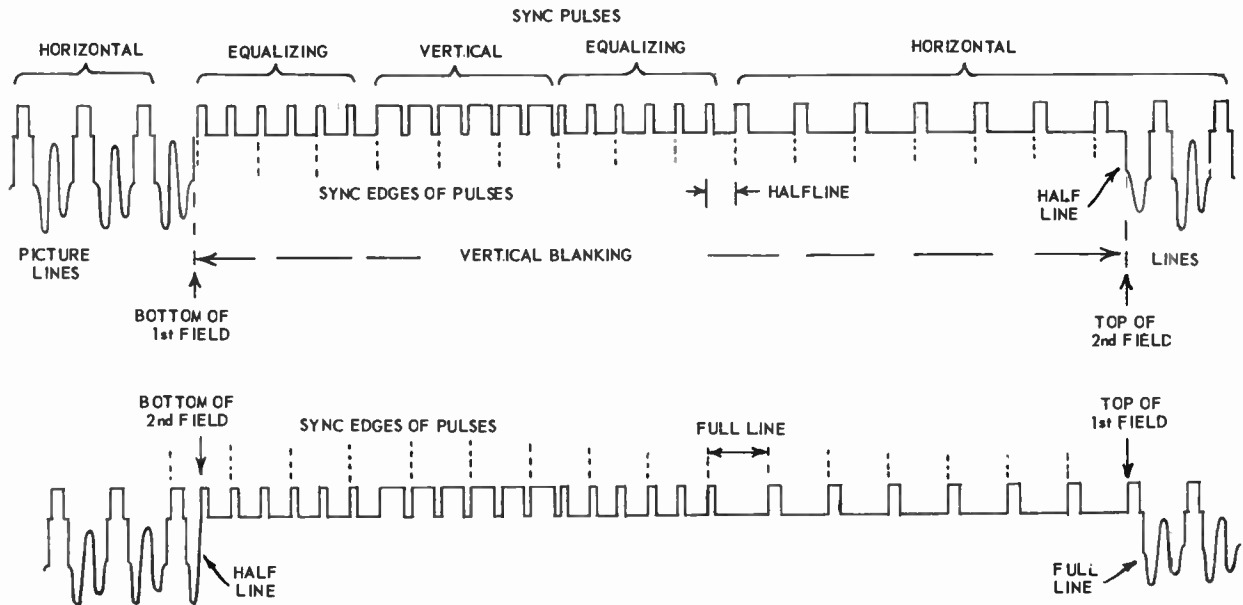 SYNC PULSES
HORIZONTAL
EQUALIZING
VERTICAL
EQUALIZING
HORIZONTAL
SYNC EDGES OF PULSES
HALFLINE
HALF
LINE
PICTURE
LINES
VERTICAL BLANKING
LINES
BOTTOM OF
1st FIELD
TOP OF
2nd FIELD
BOTTOM OF
2nd FIELD
SYNC EDGES OF PULSES
FULL LINE
TOP OF
1st FIELD
HALF
LINE
FULL
LINE